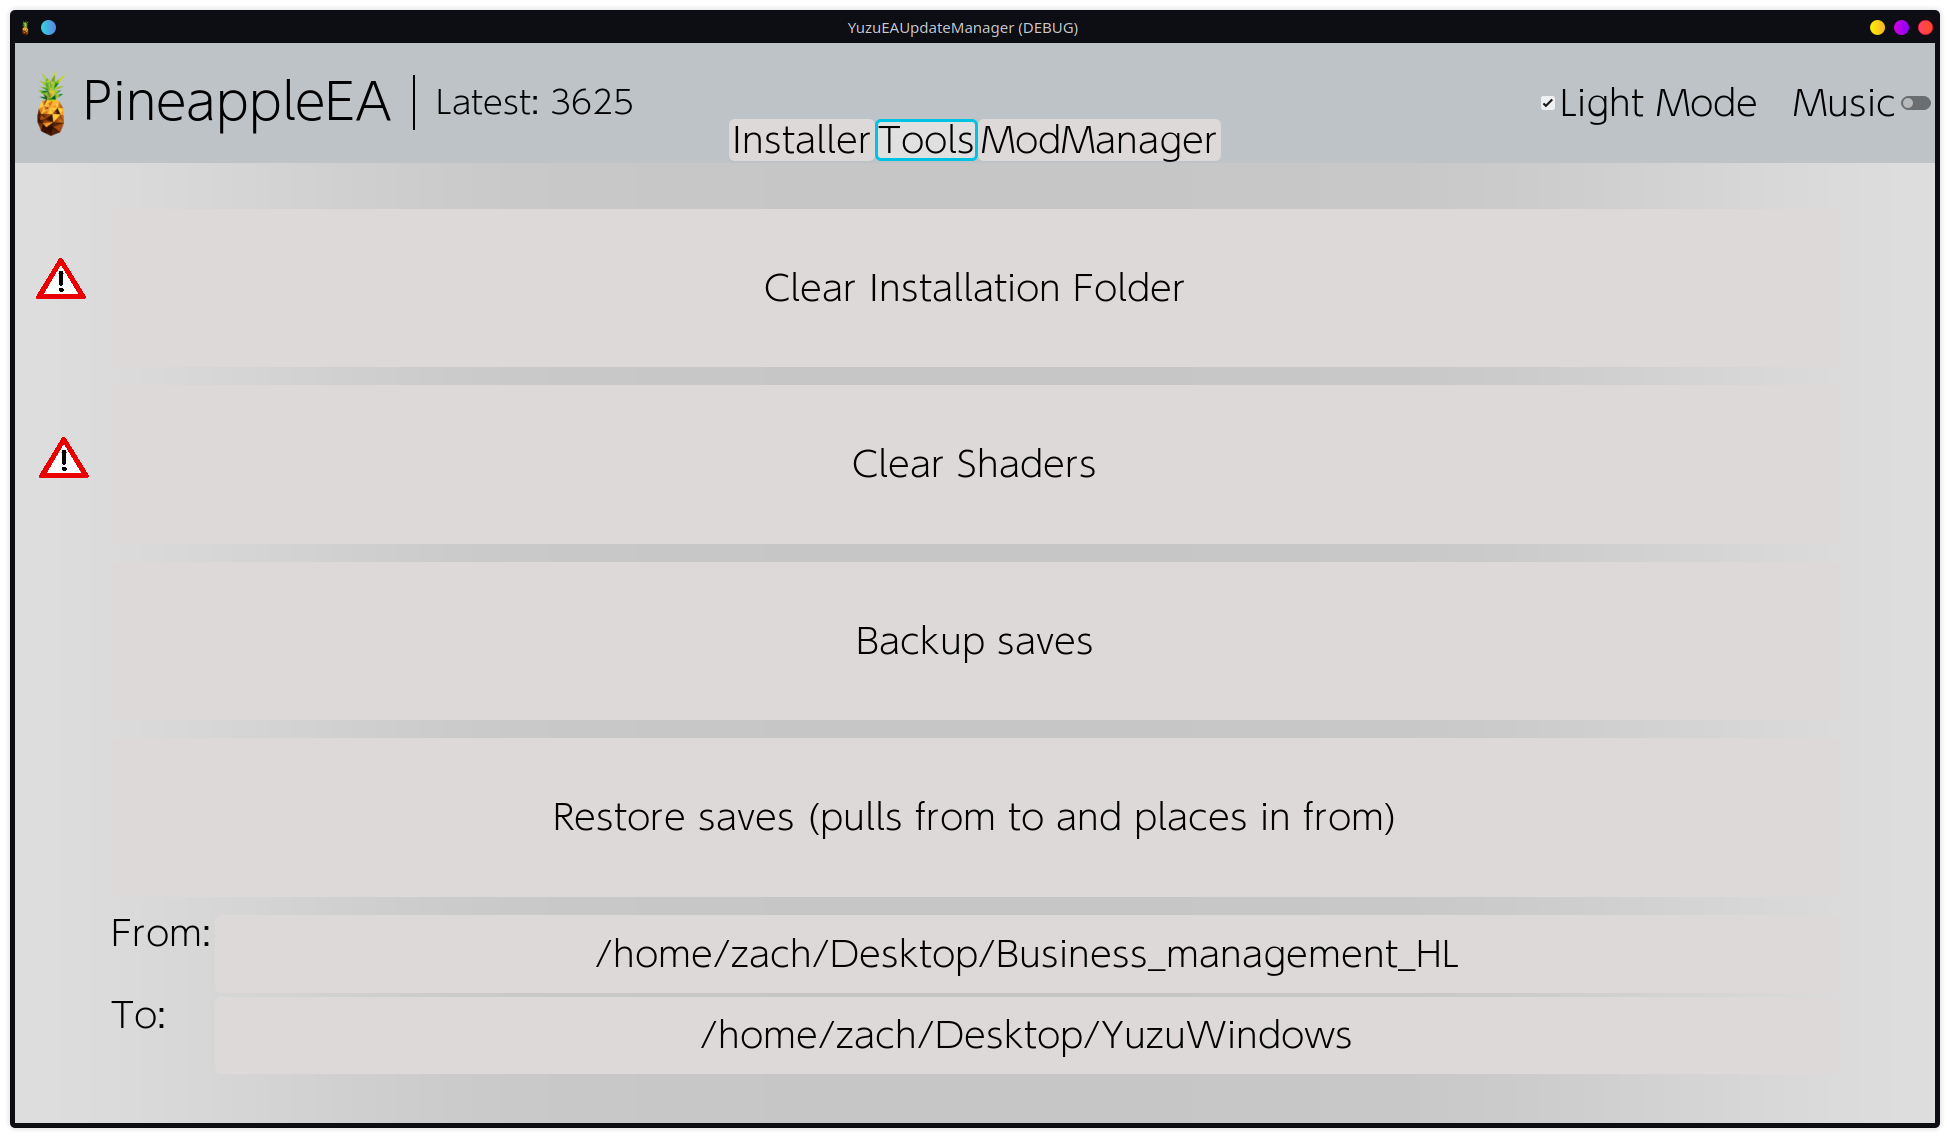 YuzuEAUpdateManager (DEBUG)
PineappleEA Latest: 3625
Light Mode Music
Installer Tools ModManager
Clear Installation Folder
Clear Shaders
Backup saves
Restore saves (pulls from to and places in from)
From: /home/zach/Desktop/Business_management_HL
To: /home/zach/Desktop/YuzuWindows